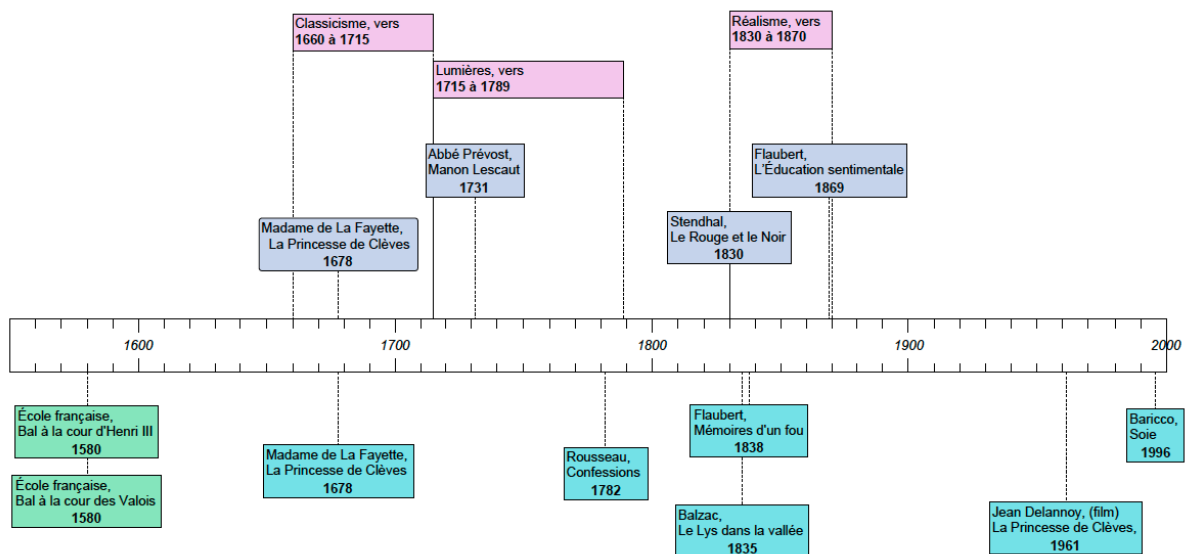 Classicisme, vers
1660 à 1715
Réalisme, vers
1830 à 1870
Lumières, vers
1715 à 1789
Abbé Prévost,
Manon Lescaut
1731
Flaubert,
L'Éducation sentimentale
1869
Madame de La Fayette,
La Princesse de Clèves
1678
Stendhal,
Le Rouge et le Noir
1830
1600
1700
1800
1900
2000
École française,
Bal à la cour d'Henri III
1580
Madame de La Fayette,
La Princesse de Clèves
1678
Rousseau,
Confessions
1782
Flaubert,
Mémoires d'un fou
1838
Baricco,
Soie
1996
École française,
Bal à la cour des Valois
1580
Balzac,
Le Lys dans la vallée
1835
Jean Delannoy, (film)
La Princesse de Clèves,
1961